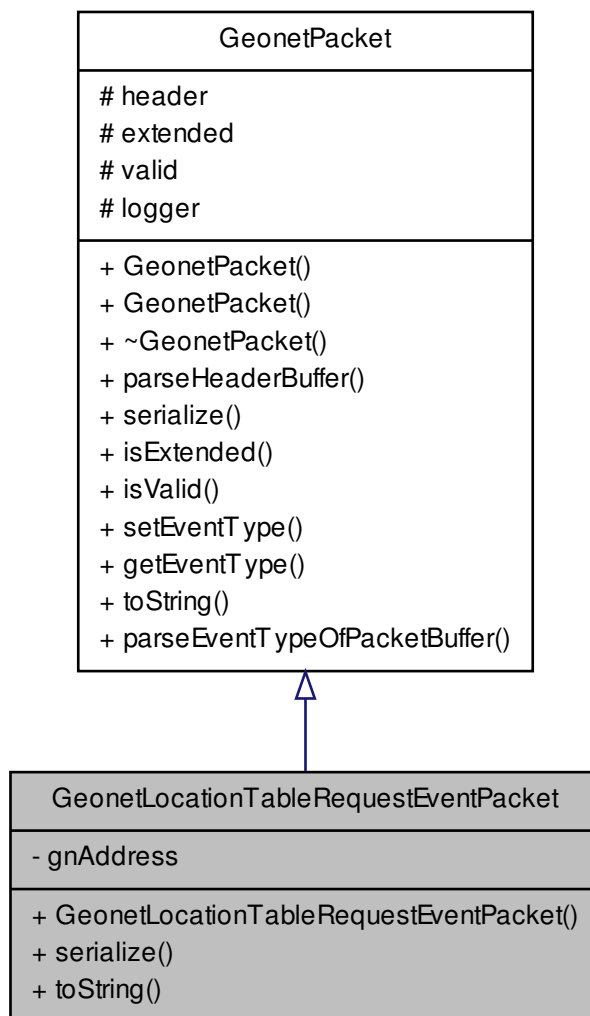 GeonetPacket
# header
# extended
# valid
# logger
+ GeonetPacket()
+ GeonetPacket()
+ ~GeonetPacket()
+ parseHeaderBuffer()
+ serialize()
+ isExtended()
+ isValid()
+ setEventType()
+ getEventType()
+ toString()
+ parseEventTypeOfPacketBuffer()
GeonetLocationTableRequestEventPacket
- gnAddress
+ GeonetLocationTableRequestEventPacket()
+ serialize()
+ toString()